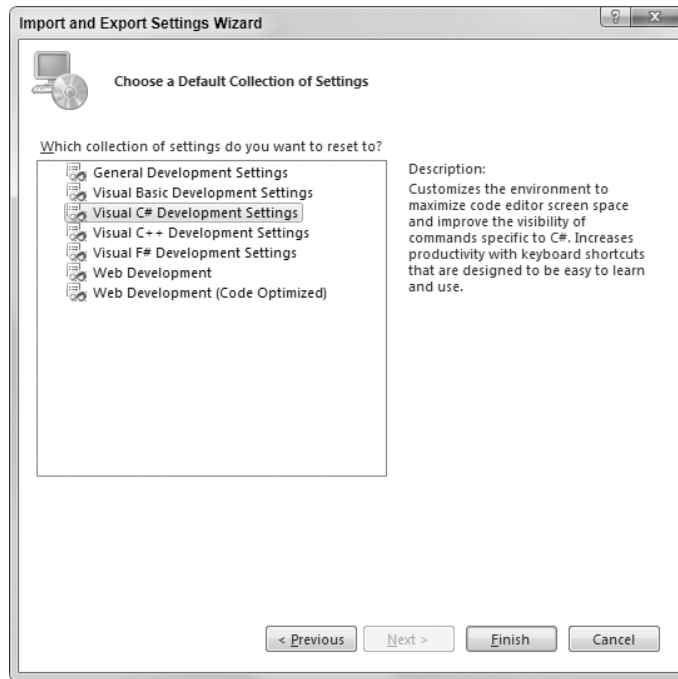 Import and Export Settings Wizard
Choose a Default Collection of Settings
Which collection of settings do you want to reset to?
General Development Settings
Visual Basic Development Settings
Visual C# Development Settings
Visual C++ Development Settings
Visual F# Development Settings
Web Development
Web Development (Code Optimized)
Description:
Customizes the environment to
maximize code editor screen space
and improve the visibility of
commands specific to C#. Increases
productivity with keyboard shortcuts
that are designed to be easy to learn
and use.
< Previous
Next >
Finish
Cancel